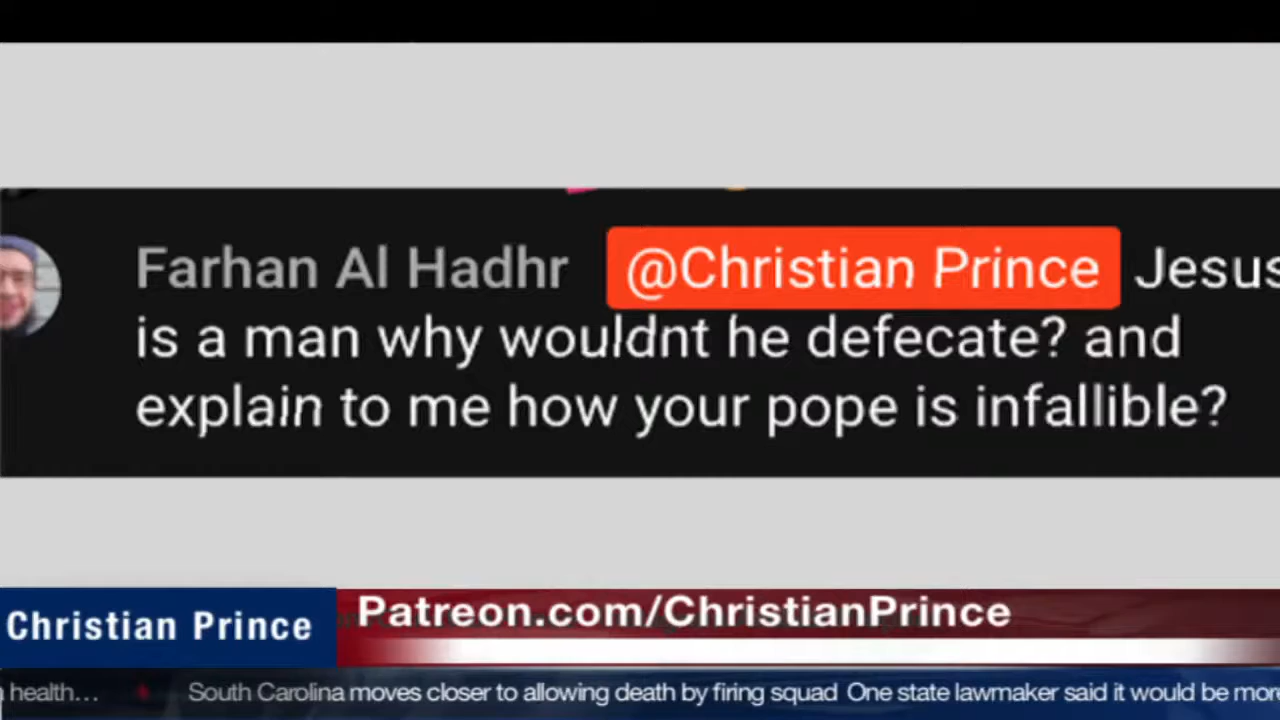 Farhan Al Hadhr @Christian Prince Jesus
is a man why wouldnt he defecate? and
explain to me how your pope is infallible?
Christian Prince
Patreon.com/ChristianPrince
health... South Carolina moves closer to allowing death by firing squad One state lawmaker said it would be more